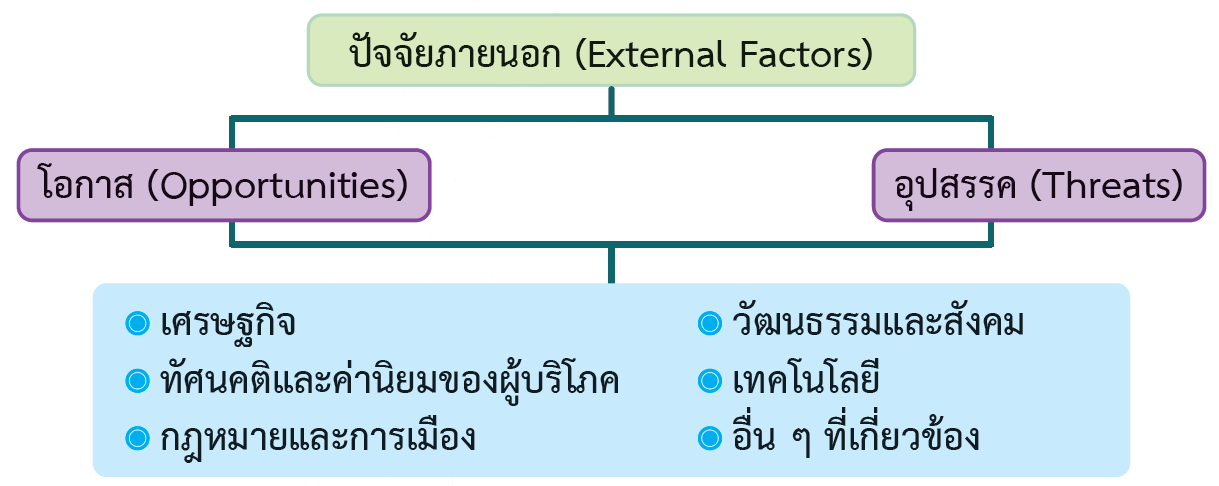 ปัจจัยภายนอก (External Factors)
โอกาส (Opportunities)
อุปสรรค (Threats)
เศรษฐกิจ
ทัศนคติและค่านิยมของผู้บริโภค
กฎหมายและการเมือง
วัฒนธรรมและสังคม
เทคโนโลยี
อื่น ๆ ที่เกี่ยวข้อง